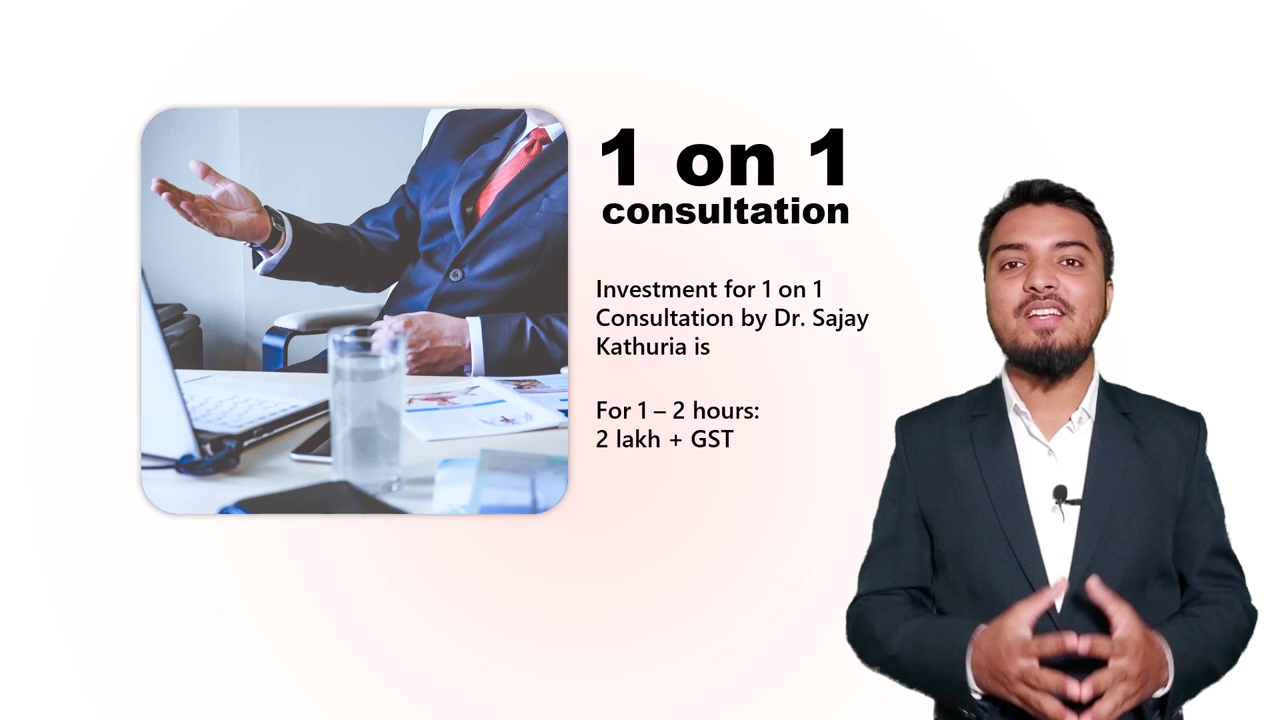 1 on 1
consultation
Investment for 1 on 1
Consultation by Dr. Sajay
Kathuria is
For 1 – 2 hours:
2 lakh + GST